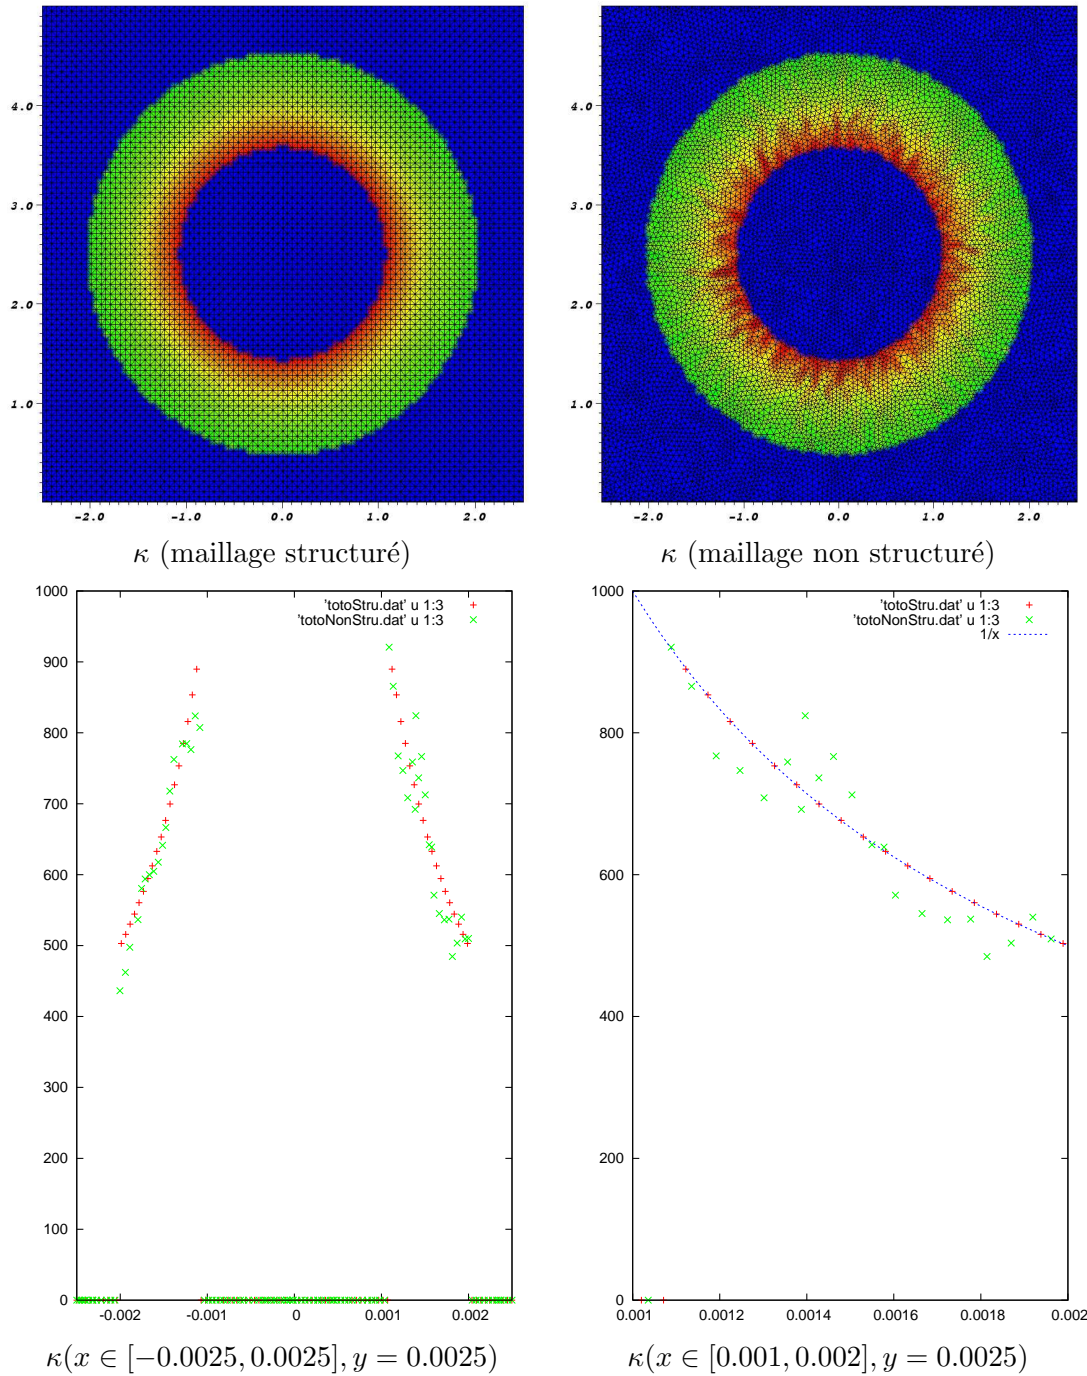 4.0
3.0
2.0
1.0
-2.0 -1.0 0.0 1.0 2.0
κ (maillage structuré)
4.0
3.0
2.0
1.0
-2.0 -1.0 0.0 1.0 2.0
κ (maillage non structuré)
1000
900
800
700
600
500
400
300
200
100
0
-0.002 -0.001 0 0.001 0.002
'totoStru.dat' u 1:3
'totoNonStru.dat' u 1:3
κ(x ∈ [−0.0025, 0.0025], y = 0.0025)
1000
800
600
400
200
0
0.001 0.0012 0.0014 0.0016 0.0018 0.002
'totoStru.dat' u 1:3
'totoNonStru.dat' u 1:3
1/x
κ(x ∈ [0.001, 0.002], y = 0.0025)